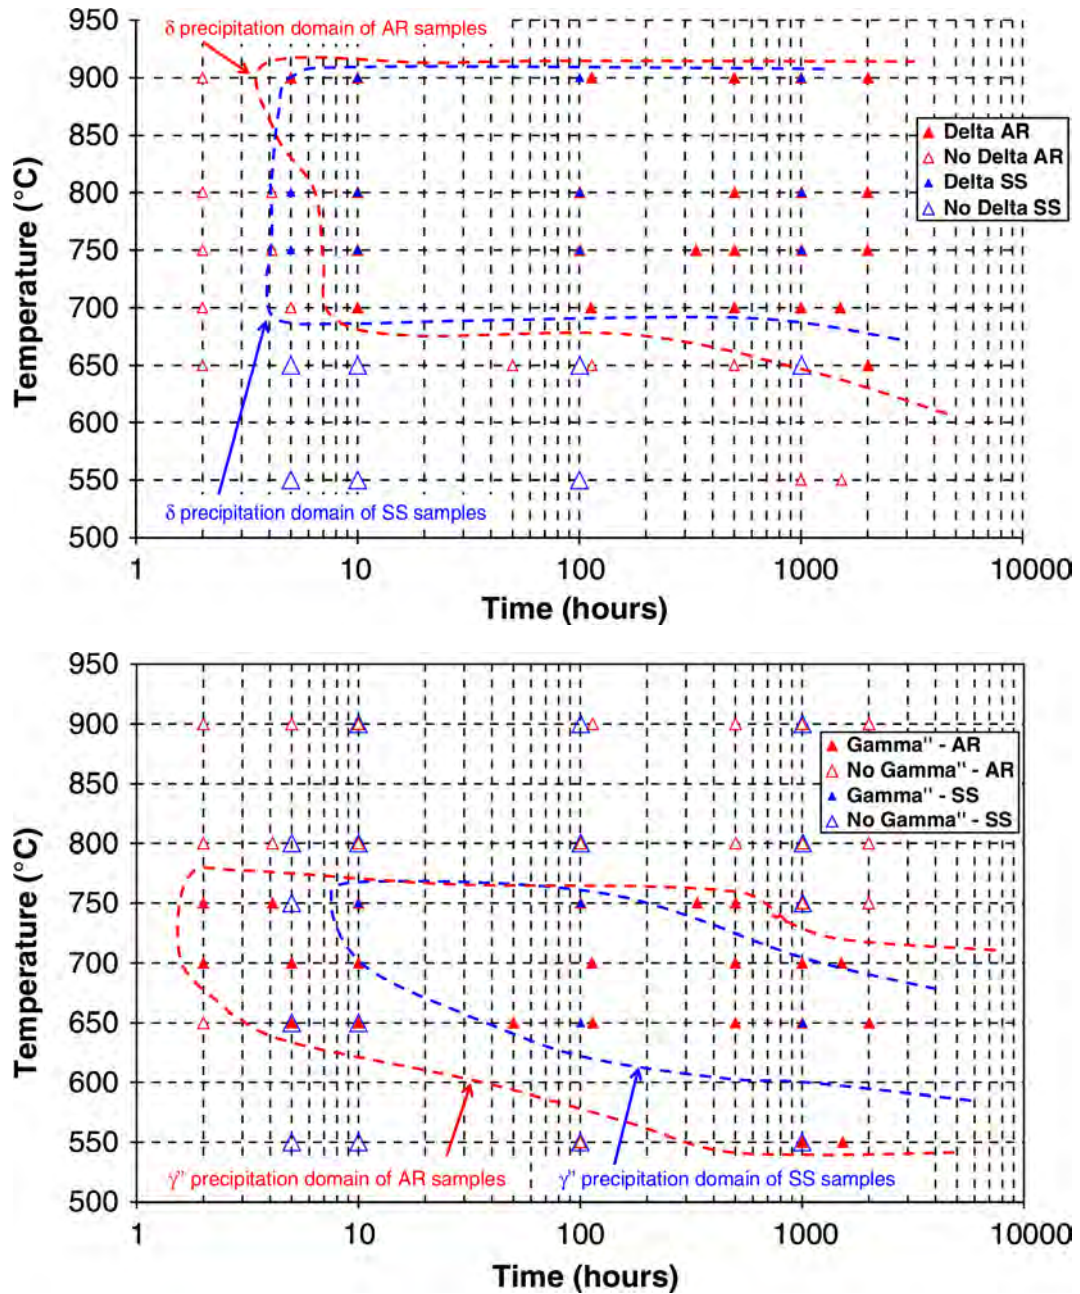 950
900
850
800
750
700
650
600
550
500
Temperature (°C)
δ precipitation domain of AR samples
Delta AR
No Delta AR
Delta SS
No Delta SS
δ precipitation domain of SS samples
1
10
100
1000
10000
Time (hours)
950
900
850
800
750
700
650
600
550
500
Temperature (°C)
Gamma" - AR
No Gamma" - AR
Gamma" - SS
No Gamma" - SS
γ" precipitation domain of AR samples
γ" precipitation domain of SS samples
1
10
100
1000
10000
Time (hours)